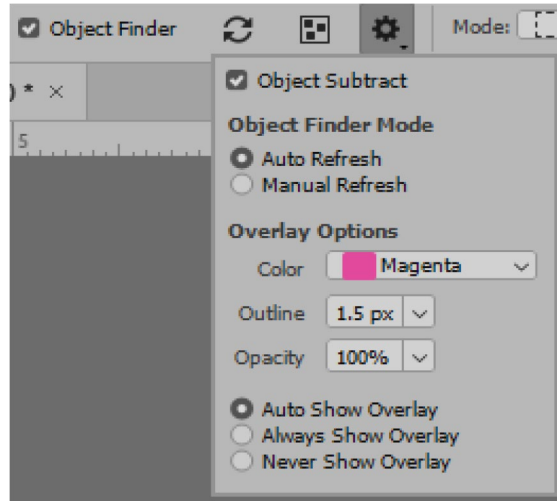 Object Finder
Mode:
) * ×
5
Object Subtract
Object Finder Mode
Auto Refresh
Manual Refresh
Overlay Options
Color Magenta
Outline 1.5 px
Opacity 100%
Auto Show Overlay
Always Show Overlay
Never Show Overlay